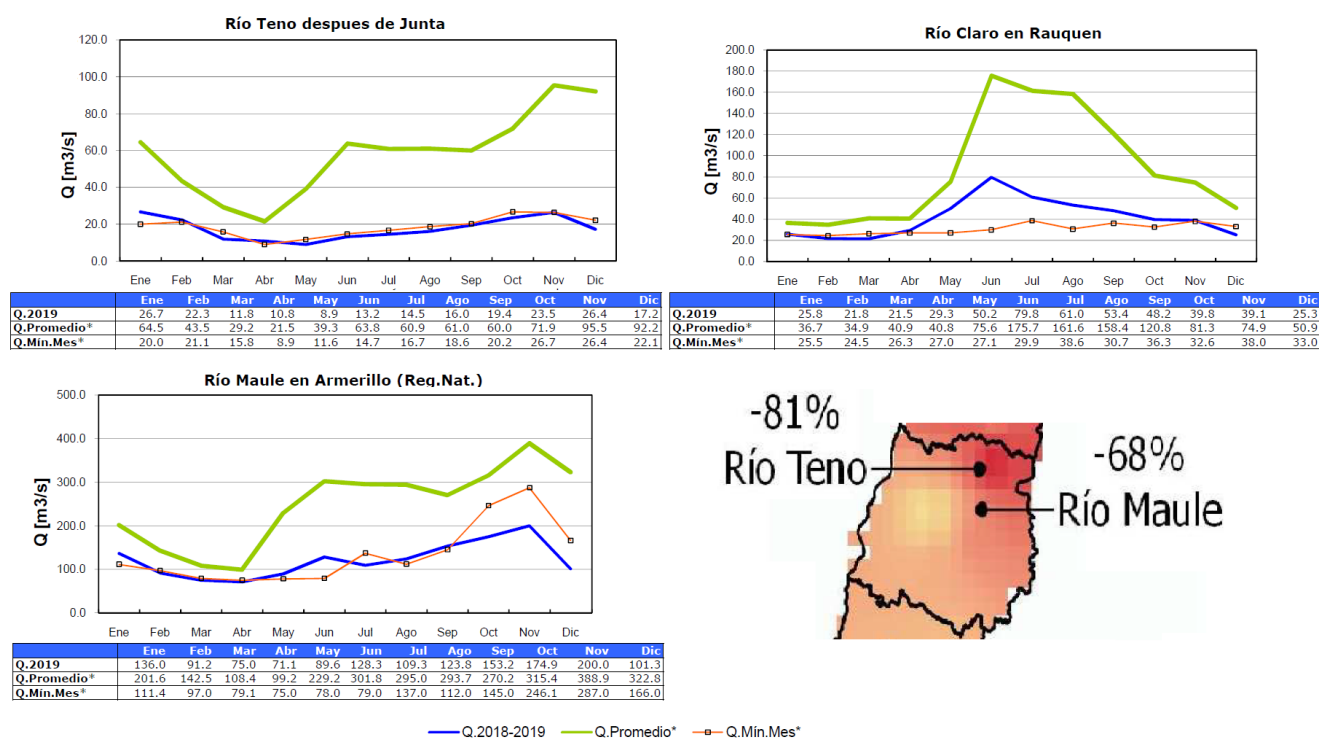 Río Teno despues de Junta
120.0
100.0
80.0
60.0
40.0
20.0
0.0
Q [m3/s]
Ene Feb Mar Abr May Jun Jul Ago Sep Oct Nov Dic
Ene Feb Mar Abr May Jun Jul Ago Sep Oct Nov Dic
Q.2019 26.7 22.3 11.8 10.8 8.9 13.2 14.5 16.0 19.4 23.5 26.4 17.2
Q.Promedio* 64.5 43.5 29.2 21.5 39.3 63.8 60.9 61.0 60.0 71.9 95.5 92.2
Q.Mín.Mes* 20.0 21.1 15.8 8.9 11.6 14.7 16.7 18.6 20.2 26.7 26.4 22.1
Río Claro en Rauquen
200.0
180.0
160.0
140.0
120.0
100.0
80.0
60.0
40.0
20.0
0.0
Q [m3/s]
Ene Feb Mar Abr May Jun Jul Ago Sep Oct Nov Dic
Ene Feb Mar Abr May Jun Jul Ago Sep Oct Nov Dic
Q.2019 25.8 21.8 21.5 29.3 50.2 79.8 61.0 53.4 48.2 39.8 39.1 25.3
Q.Promedio* 36.7 34.9 40.9 40.8 75.6 175.7 161.6 158.4 120.8 81.3 74.9 50.9
Q.Mín.Mes* 25.5 24.5 26.3 27.0 27.1 29.9 38.6 30.7 36.3 32.6 38.0 33.0
Río Maule en Armerillo (Reg.Nat.)
500.0
400.0
300.0
200.0
100.0
0.0
Q [m3/s]
Ene Feb Mar Abr May Jun Jul Ago Sep Oct Nov Dic
Ene Feb Mar Abr May Jun Jul Ago Sep Oct Nov Dic
Q.2019 136.0 91.2 75.0 71.1 89.6 128.3 109.3 123.8 153.2 174.9 200.0 101.3
Q.Promedio* 201.6 142.5 108.4 99.2 229.2 301.8 295.0 293.7 270.2 315.4 388.9 322.8
Q.Mín.Mes* 111.4 97.0 79.1 75.0 78.0 79.0 137.0 112.0 145.0 246.1 287.0 166.0
-81%
Río Teno
-68%
Río Maule
Q.2018-2019 Q.Promedio* Q.Mín.Mes*